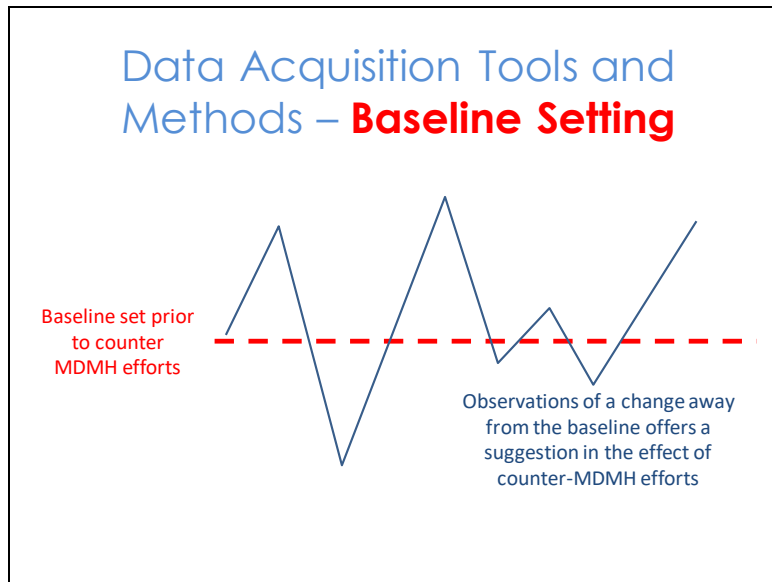 Data Acquisition Tools and
Methods – Baseline Setting
Baseline set prior
to counter
MDMH efforts
Observations of a change away
from the baseline offers a
suggestion in the effect of
counter-MDMH efforts